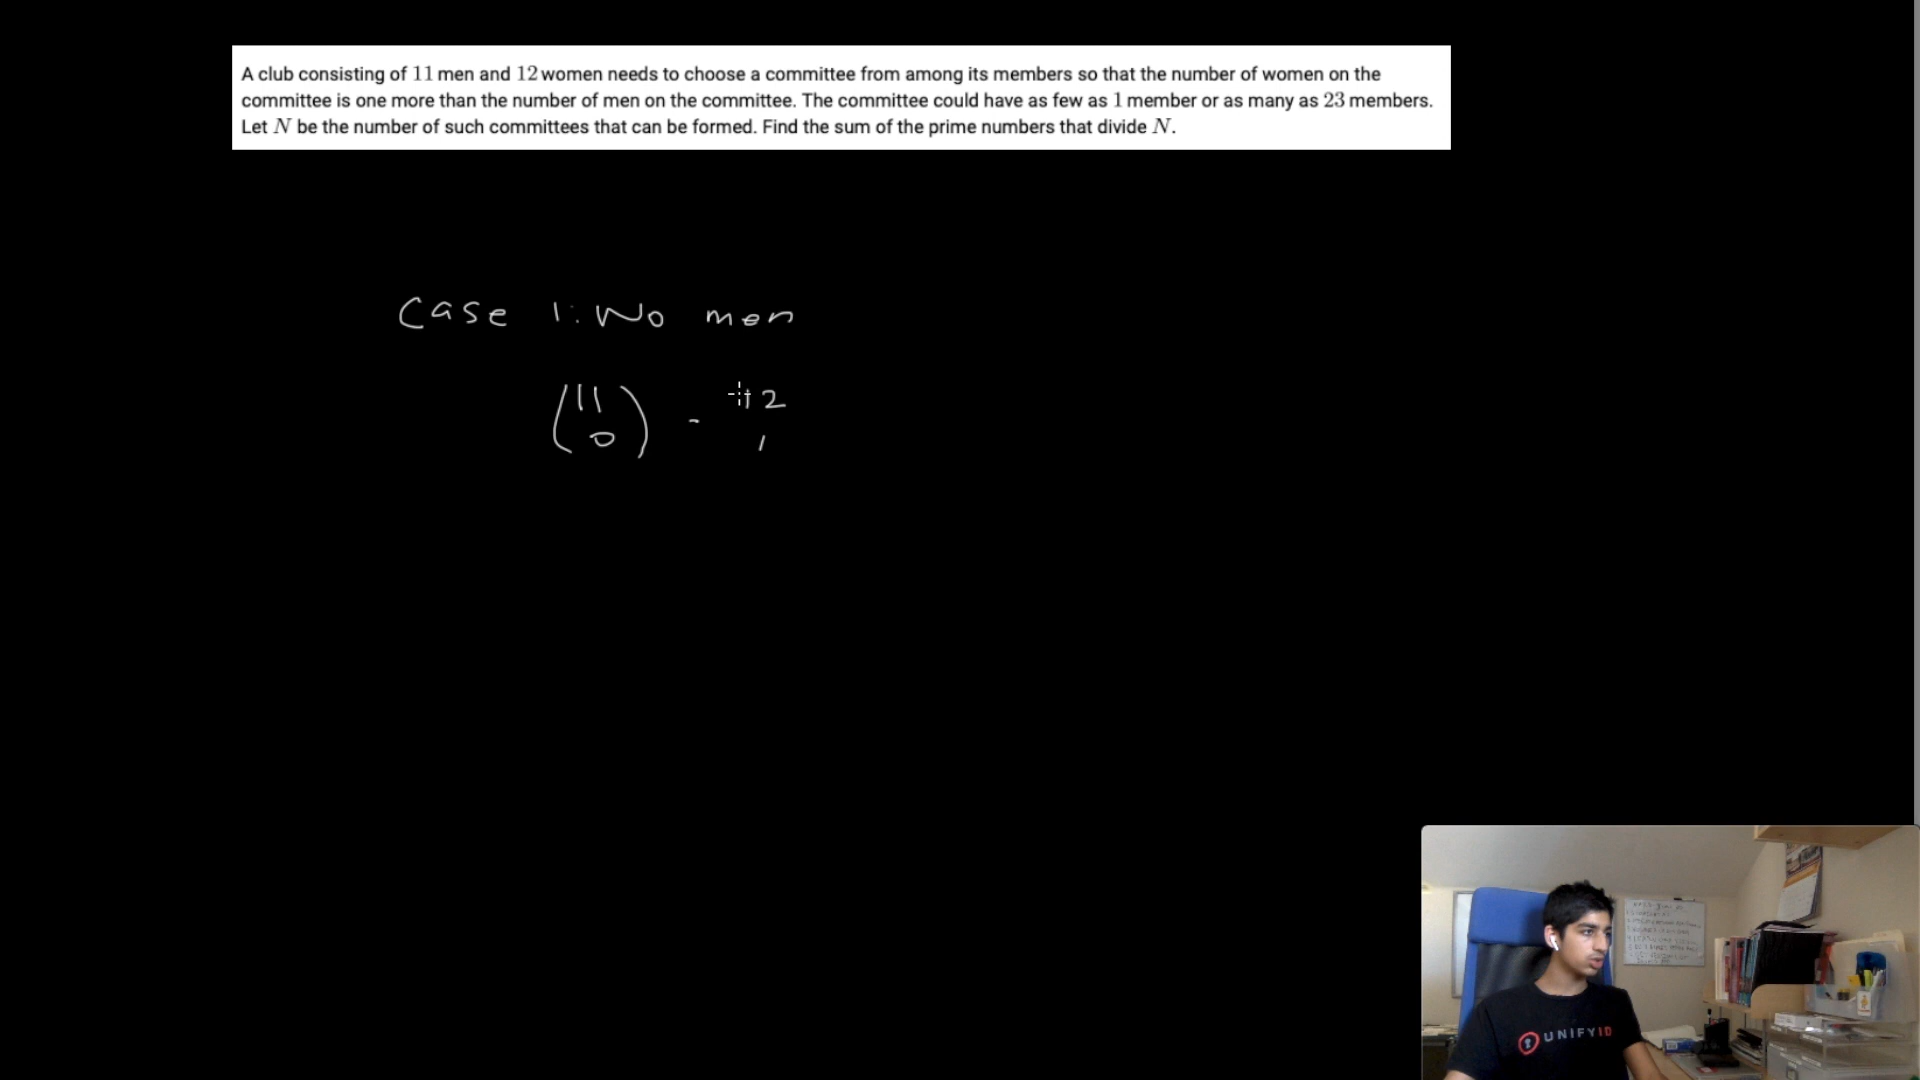 A club consisting of 11 men and 12 women needs to choose a committee from among its members so that the number of women on the
committee is one more than the number of men on the committee. The committee could have as few as 1 member or as many as 23 members.
Let N be the number of such committees that can be formed. Find the sum of the prime numbers that divide N.
Case 1: No men
(11 0) · 12 1
UNIFYID